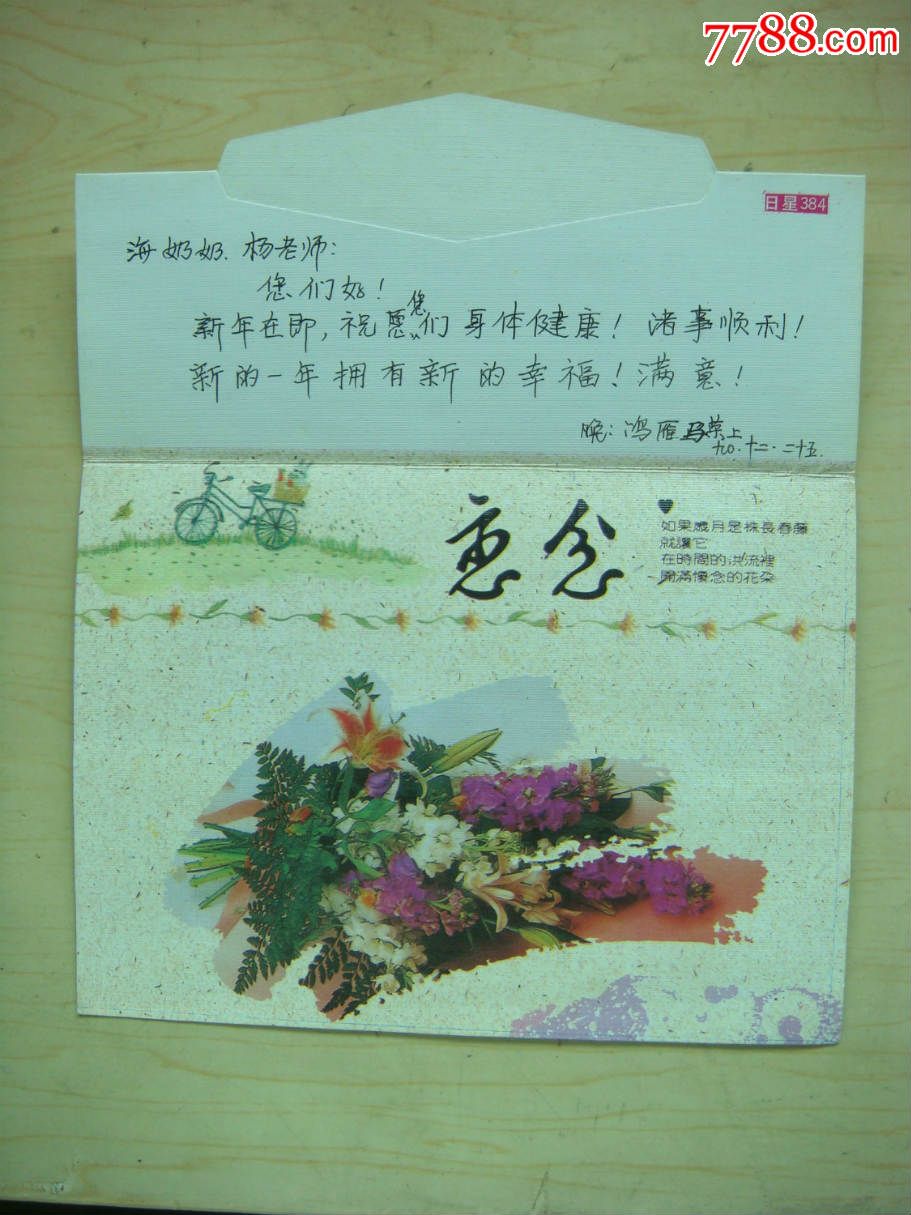 7788.com
日星384
海奶奶. 杨老师:
您们好!
新年在即, 祝愿您们身体健康! 渚事顺利!
新的一年拥有新的幸福! 满意!
晚: 鸿雁 上
九〇.十二.二十五.
念
如果歲月是株長春藤
就讓它
在時間的洪流裡
開滿懷念的花朵